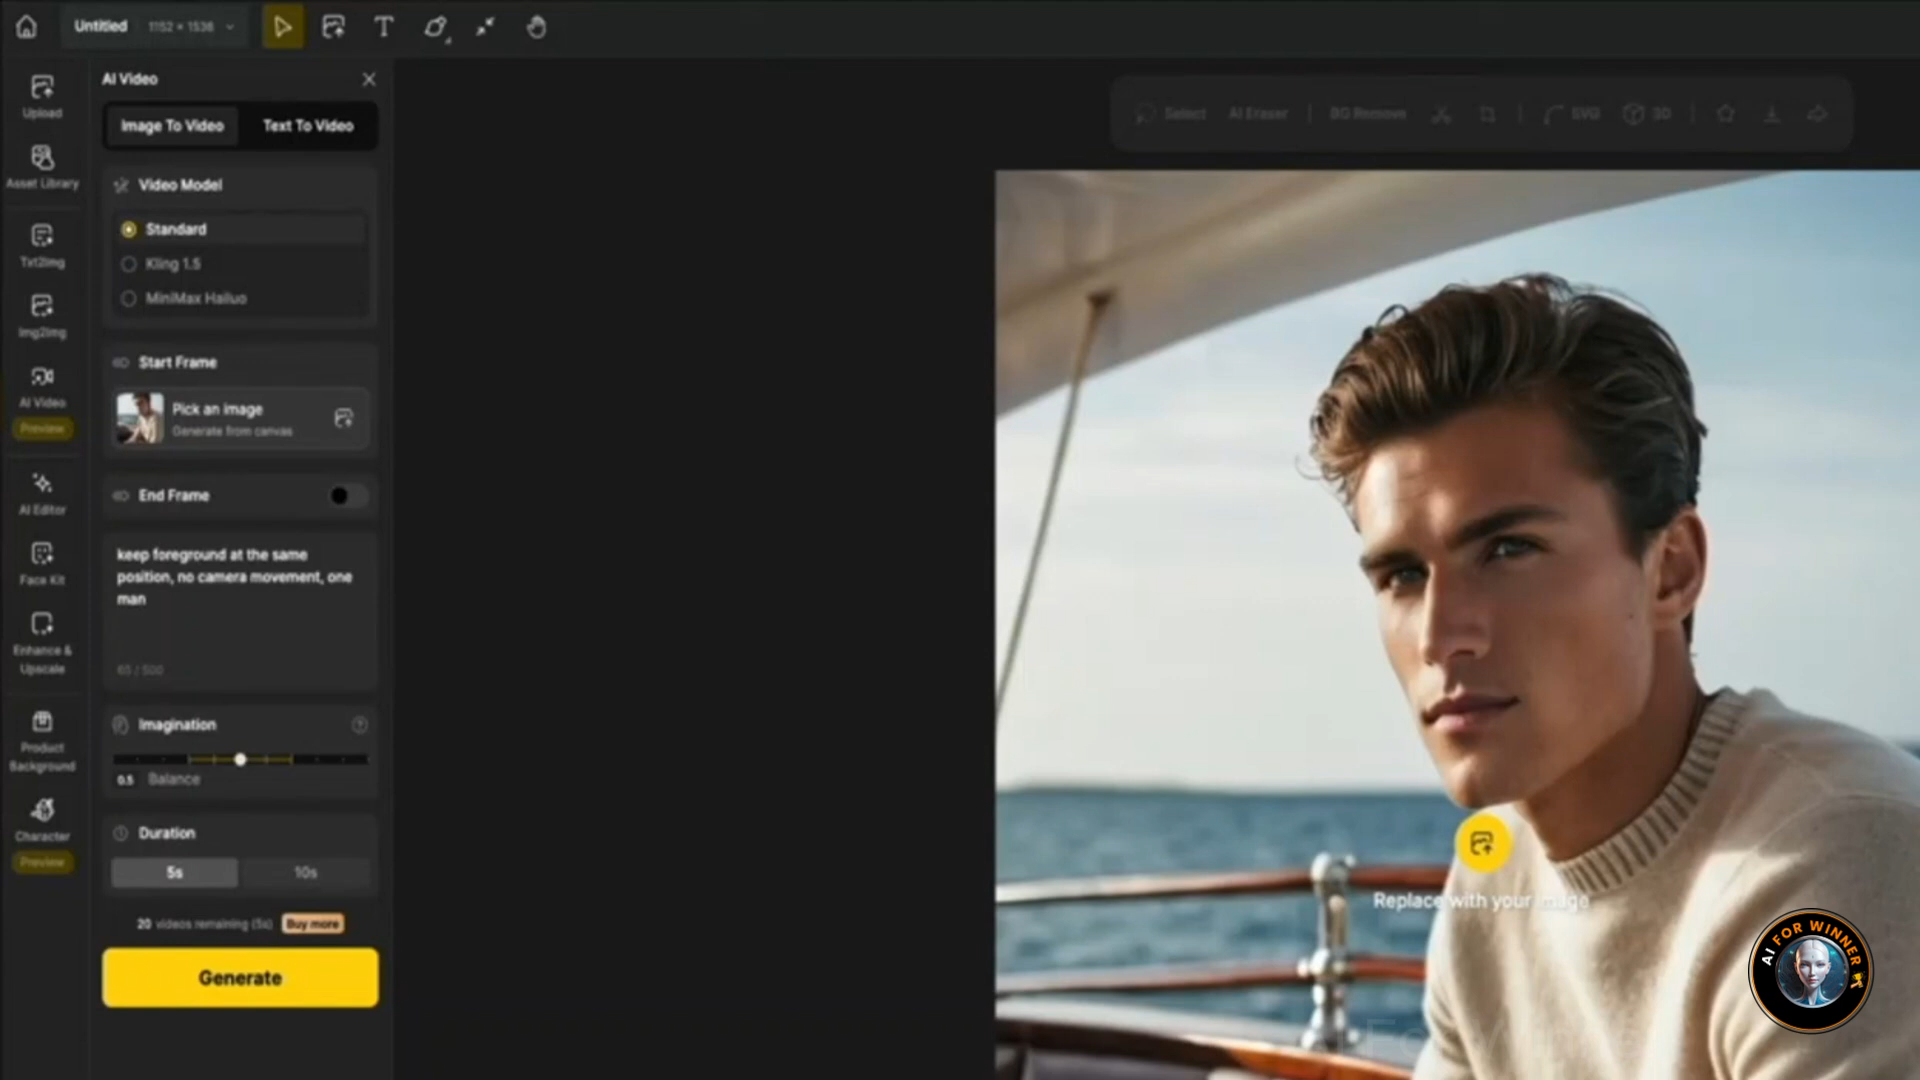 Untitled 1152 × 1536
AI Video
Image To Video Text To Video
Video Model
Standard
Kling 1.5
MiniMax Hailuo
Start Frame
Pick an image
Generate from canvas
End Frame
keep foreground at the same
position, no camera movement, one
man
65 / 500
Imagination
0.5 Balance
Duration
5s 10s
20 videos remaining (5s) Buy more
Generate
Upload
Asset Library
Txt2Img
Img2Img
AI Video
Preview
AI Editor
Face Kit
Enhance &
Upscale
Product
Background
Character
Preview
Select AI Eraser BG Remove SVG 3D
Replace with your image
AI FOR WINNER